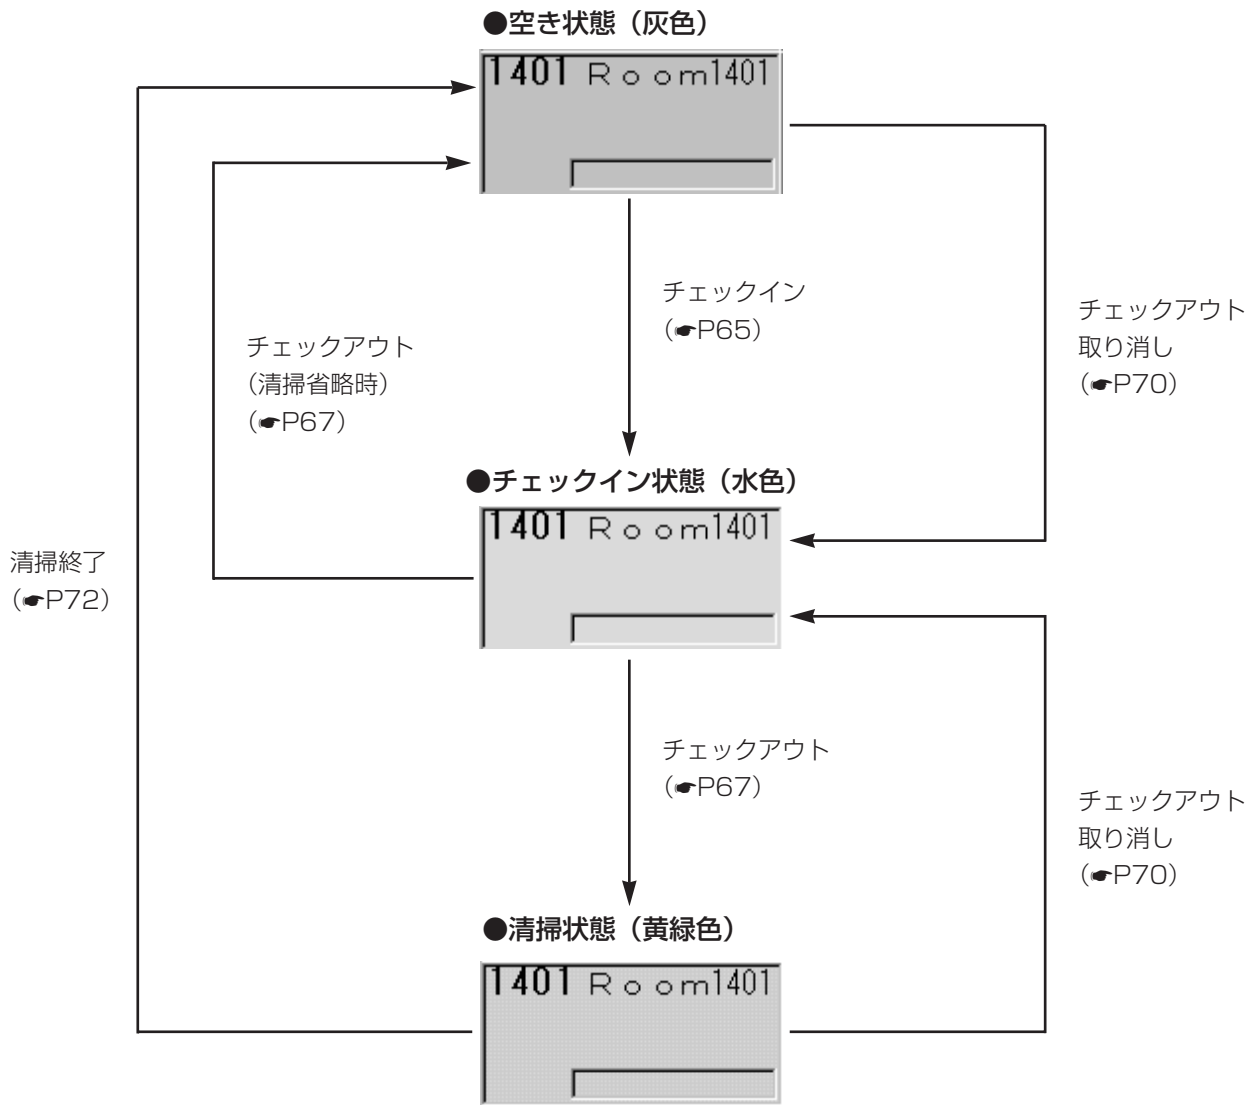 ●空き状態（灰色）
1401 Room1401
チェックイン
（☛P65）
チェックアウト
取り消し
（☛P70）
チェックアウト
（清掃省略時）
（☛P67）
●チェックイン状態（水色）
1401 Room1401
清掃終了
（☛P72）
チェックアウト
（☛P67）
チェックアウト
取り消し
（☛P70）
●清掃状態（黄緑色）
1401 Room1401